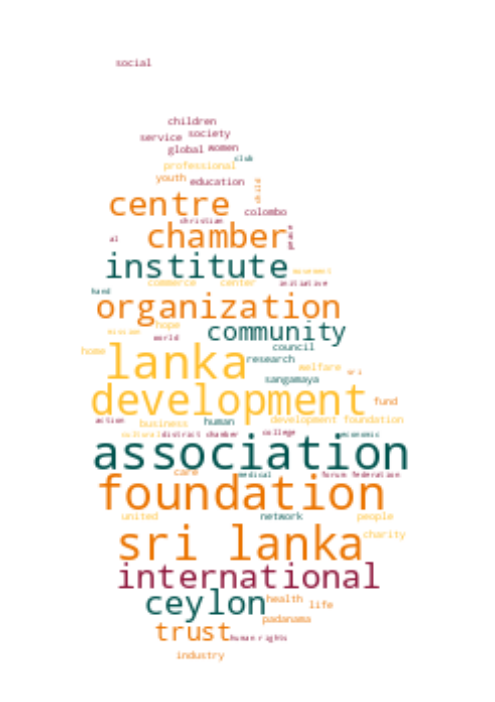 social
children
service society
global women
club
professional
youth education
child
centre colombo
christian
chamber peace
al
institute
movement
commerce center initiative
hand
organization
hope
mission community
world
council
home lanka research
welfare sri
sangamaya
development fund
action business human development foundation
cultural district chamber college economic
association
care medical forum federation
foundation
united network people
charity
sri lanka
international
ceylon health life
padanama
trust human rights
industry